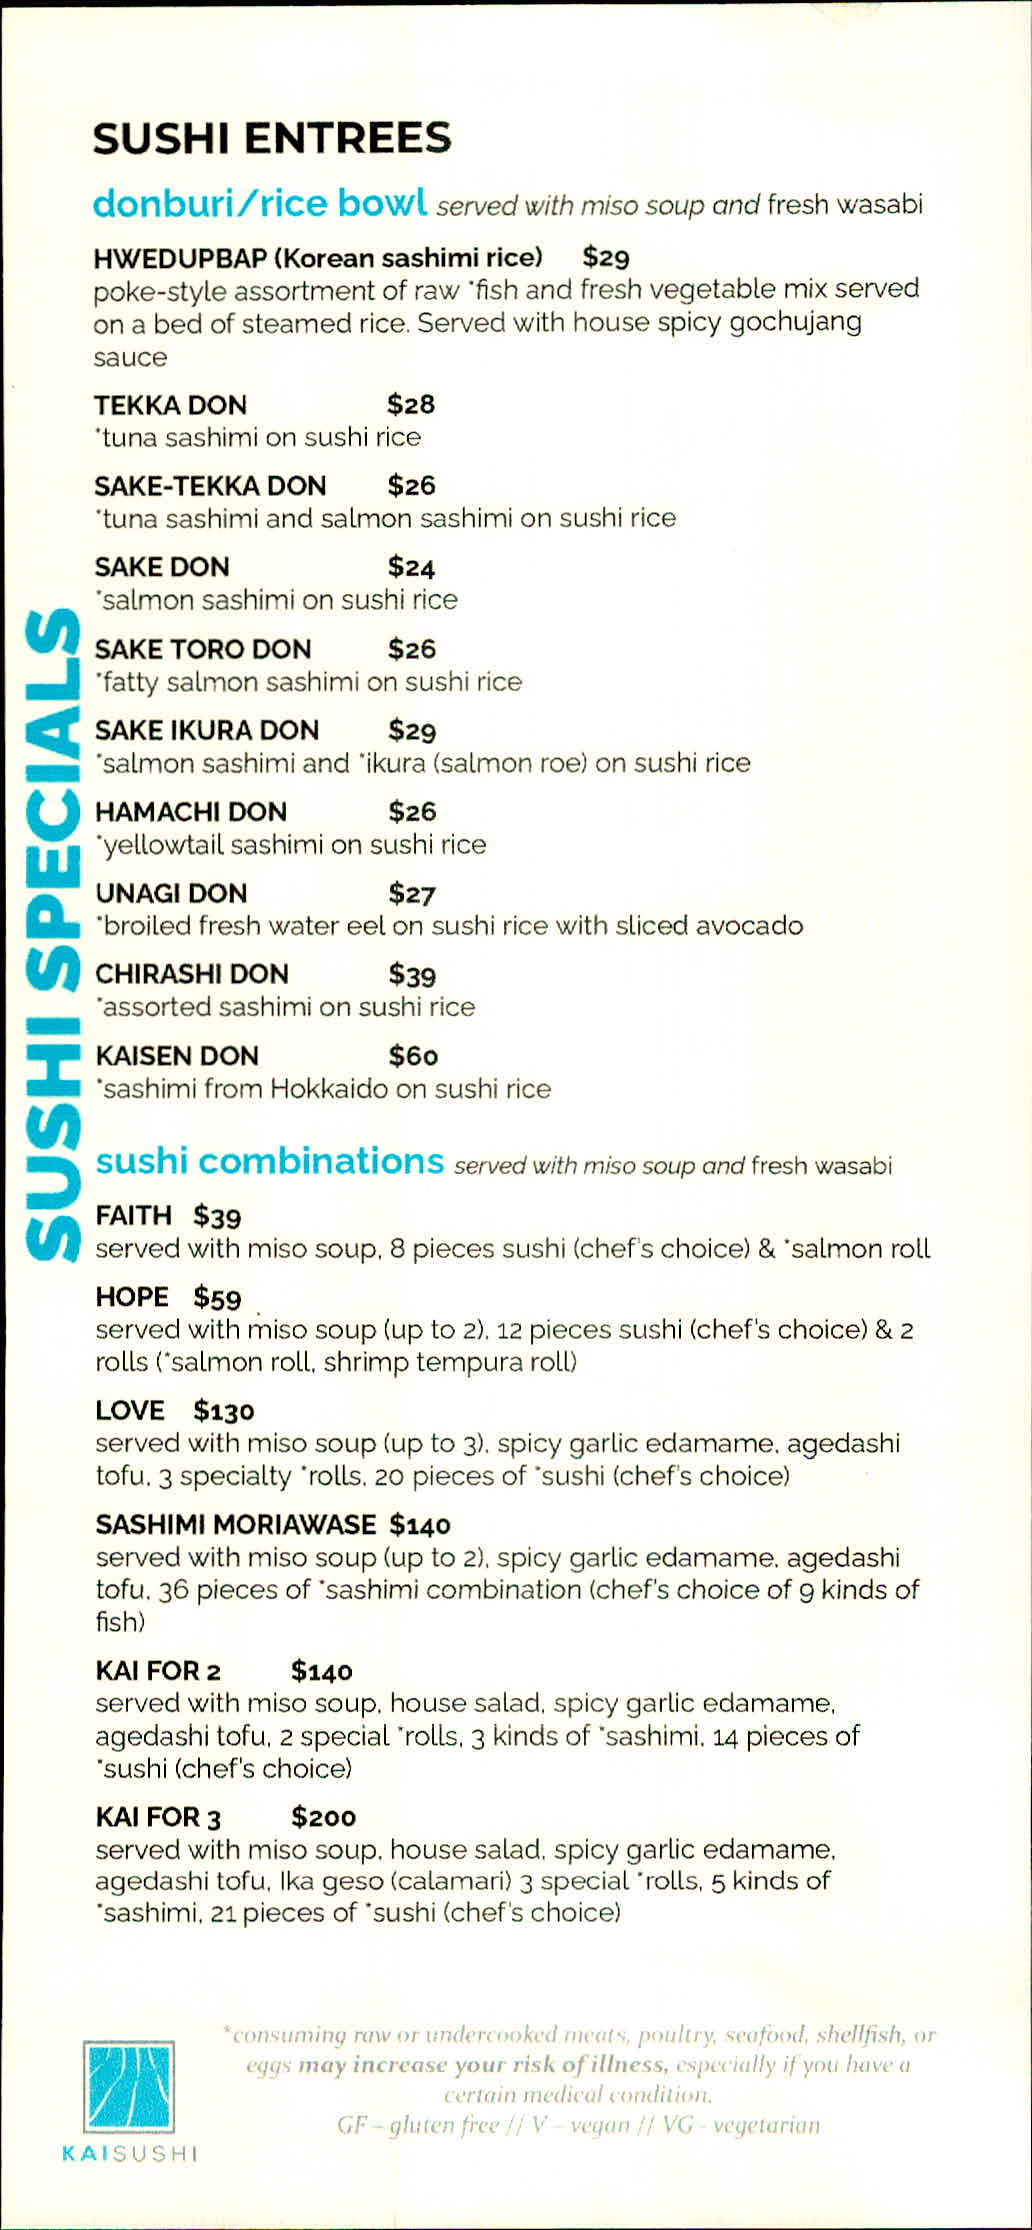 SUSHI ENTREES
donburi/rice bowl served with miso soup and fresh wasabi
HWEDUPBAP (Korean sashimi rice) $29
poke-style assortment of raw *fish and fresh vegetable mix served
on a bed of steamed rice. Served with house spicy gochujang
sauce
TEKKA DON $28
*tuna sashimi on sushi rice
SAKE-TEKKA DON $26
*tuna sashimi and salmon sashimi on sushi rice
SAKE DON $24
*salmon sashimi on sushi rice
SAKE TORO DON $26
*fatty salmon sashimi on sushi rice
SAKE IKURA DON $29
*salmon sashimi and *ikura (salmon roe) on sushi rice
HAMACHI DON $26
*yellowtail sashimi on sushi rice
UNAGI DON $27
*broiled fresh water eel on sushi rice with sliced avocado
CHIRASHI DON $39
*assorted sashimi on sushi rice
KAISEN DON $60
*sashimi from Hokkaido on sushi rice
SUSHI SPECIALS
sushi combinations served with miso soup and fresh wasabi
FAITH $39
served with miso soup, 8 pieces sushi (chef's choice) & *salmon roll
HOPE $59
served with miso soup (up to 2), 12 pieces sushi (chef's choice) & 2
rolls (*salmon roll, shrimp tempura roll)
LOVE $130
served with miso soup (up to 3), spicy garlic edamame, agedashi
tofu, 3 specialty *rolls, 20 pieces of *sushi (chef's choice)
SASHIMI MORIAWASE $140
served with miso soup (up to 2), spicy garlic edamame, agedashi
tofu, 36 pieces of *sashimi combination (chef's choice of 9 kinds of
fish)
KAI FOR 2 $140
served with miso soup, house salad, spicy garlic edamame,
agedashi tofu, 2 special *rolls, 3 kinds of *sashimi, 14 pieces of
*sushi (chef's choice)
KAI FOR 3 $200
served with miso soup, house salad, spicy garlic edamame,
agedashi tofu, Ika geso (calamari) 3 special *rolls, 5 kinds of
*sashimi, 21 pieces of *sushi (chef's choice)
*consuming raw or undercooked meats, poultry, seafood, shellfish, or
eggs may increase your risk of illness, especially if you have a
certain medical condition.
GF – gluten free // V – vegan // VG - vegetarian
KAISUSHI